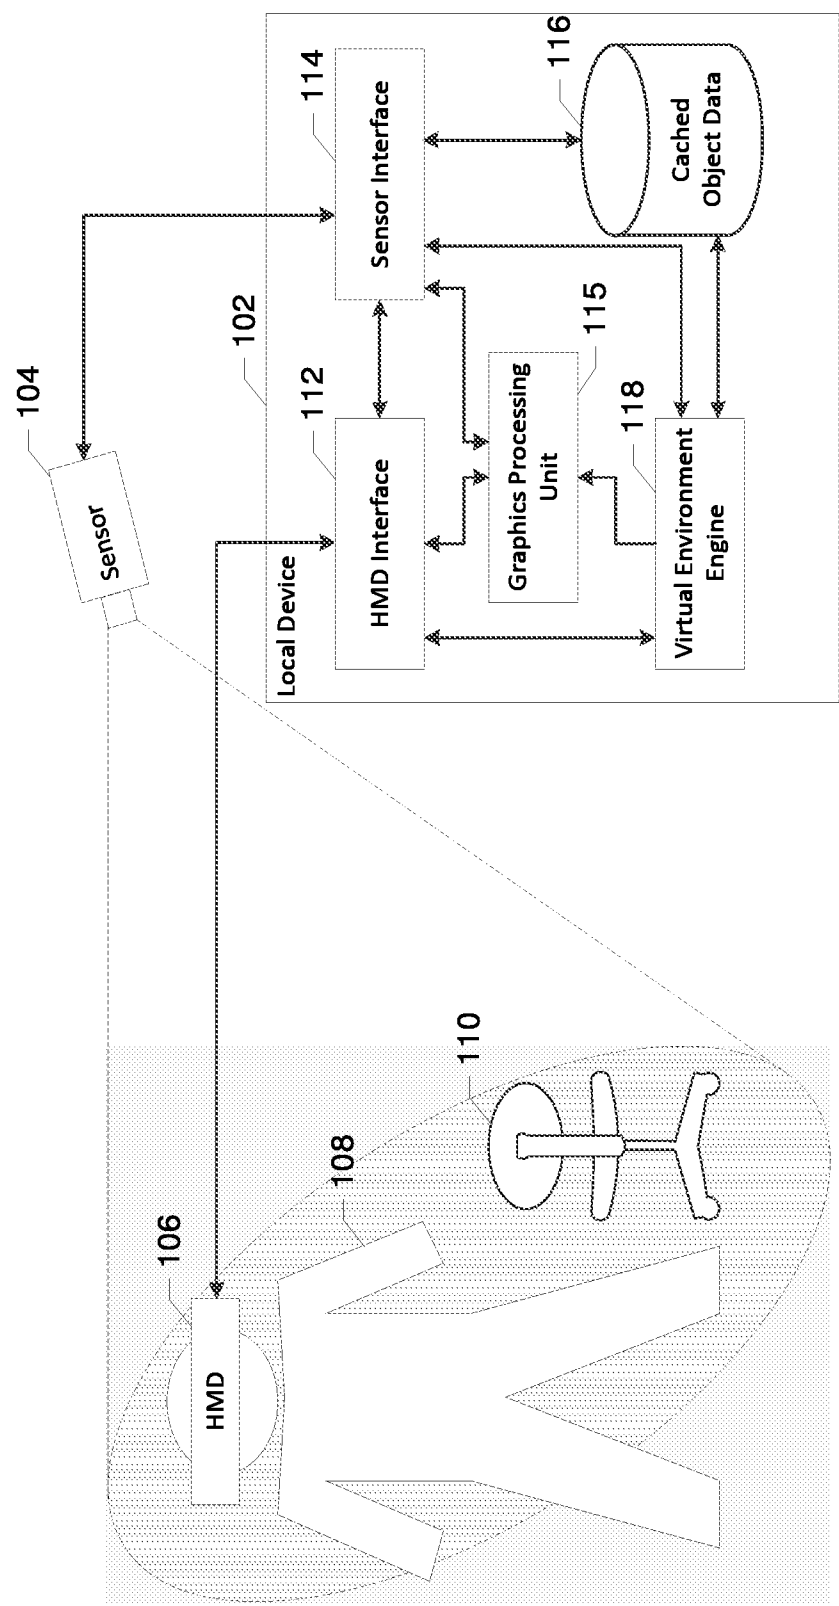 106
HMD
108
110
104
Sensor
102
Local Device
112
HMD Interface
114
Sensor Interface
115
Graphics Processing
Unit
118
Virtual Environment
Engine
116
Cached
Object Data